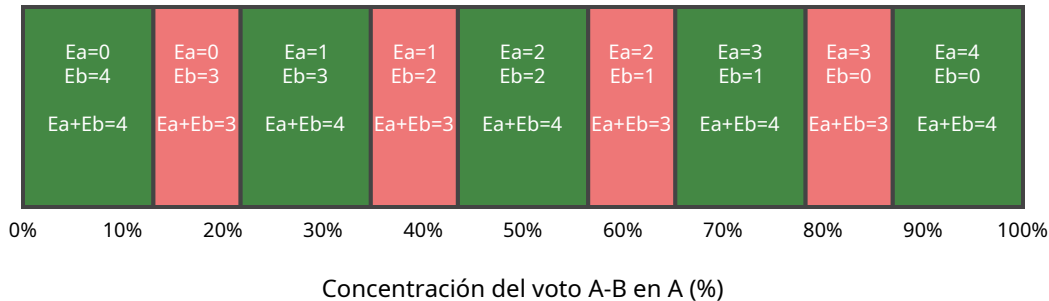 Ea=0
Eb=4
Ea+Eb=4
Ea=0
Eb=3
Ea+Eb=3
Ea=1
Eb=3
Ea+Eb=4
Ea=1
Eb=2
Ea+Eb=3
Ea=2
Eb=2
Ea+Eb=4
Ea=2
Eb=1
Ea+Eb=3
Ea=3
Eb=1
Ea+Eb=4
Ea=3
Eb=0
Ea+Eb=3
Ea=4
Eb=0
Ea+Eb=4
0% 10% 20% 30% 40% 50% 60% 70% 80% 90% 100%
Concentración del voto A-B en A (%)